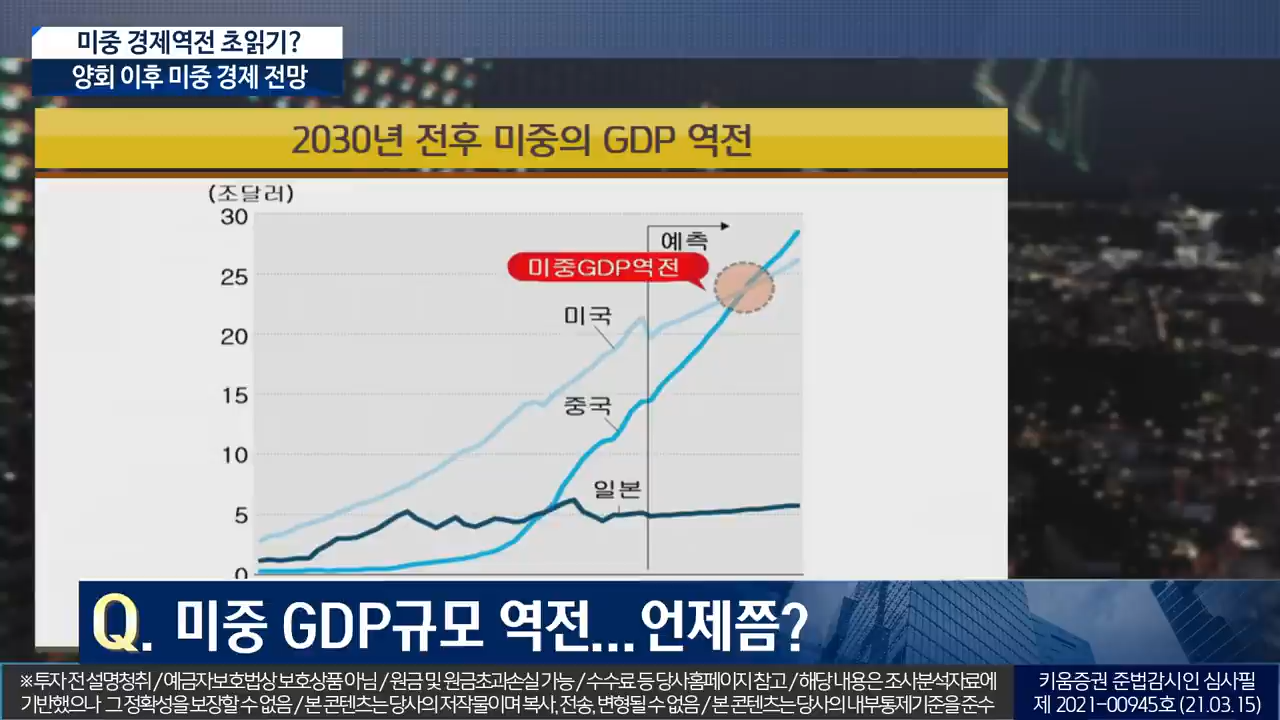 미중 경제역전 초읽기?
양회 이후 미중 경제 전망
2030년 전후 미중의 GDP 역전
(조달러)
30
예측
미중GDP역전
25
미국
20
15
중국
10
일본
5
0
Q. 미중 GDP규모 역전...언제쯤?
※투자 전 설명청취 / 예금자보호법상 보호상품 아님 / 원금 및 원금초과손실 가능 / 수수료 등 당사홈페이지 참고 / 해당 내용은 조사분석자료에
기반했으나 그 정확성을 보장할 수 없음 / 본 콘텐츠는 당사의 저작물이며 복사, 전송, 변형될 수 없음 / 본 콘텐츠는 당사의 내부통제기준을 준수
키움증권 준법감시인 심사필
제 2021-00945호 (21.03.15)